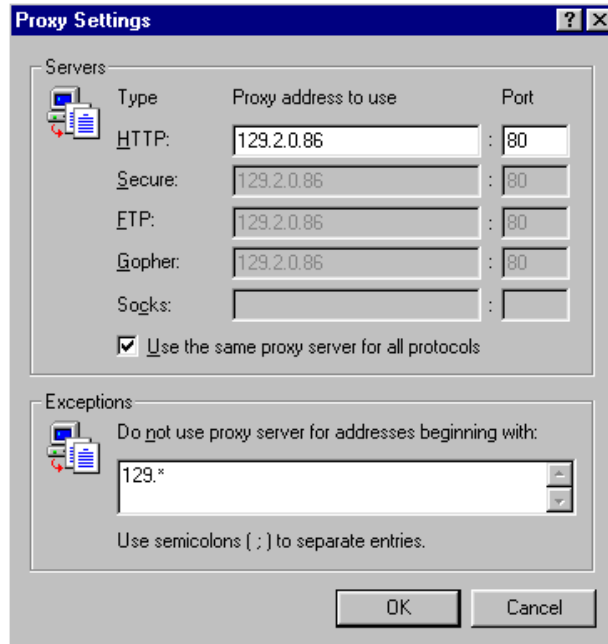 Proxy Settings
Servers
Type Proxy address to use Port
HTTP: 129.2.0.86 : 80
Secure: 129.2.0.86 : 80
FTP: 129.2.0.86 : 80
Gopher: 129.2.0.86 : 80
Socks: :
Use the same proxy server for all protocols
Exceptions
Do not use proxy server for addresses beginning with:
129.*
Use semicolons ( ; ) to separate entries.
OK Cancel